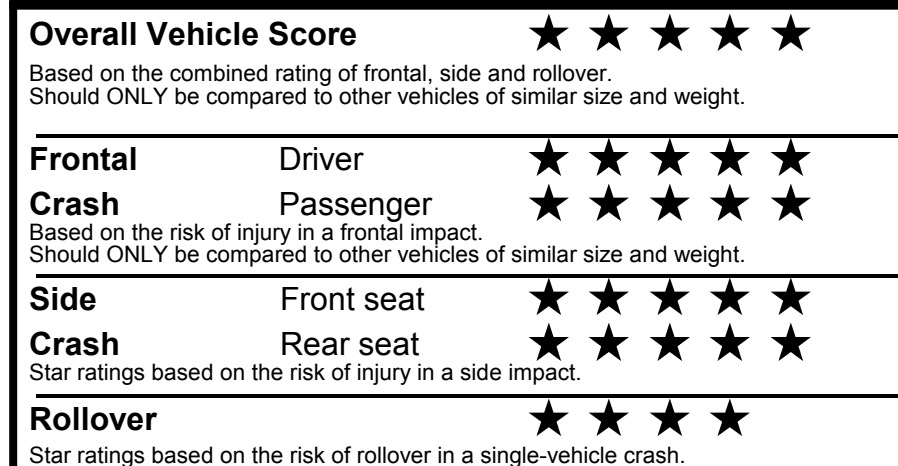 Overall Vehicle Score ★ ★ ★ ★ ★
Based on the combined rating of frontal, side and rollover.
Should ONLY be compared to other vehicles of similar size and weight.
Frontal Driver ★ ★ ★ ★ ★
Crash Passenger ★ ★ ★ ★ ★
Based on the risk of injury in a frontal impact.
Should ONLY be compared to other vehicles of similar size and weight.
Side Front seat ★ ★ ★ ★ ★
Crash Rear seat ★ ★ ★ ★ ★
Star ratings based on the risk of injury in a side impact.
Rollover ★ ★ ★ ★
Star ratings based on the risk of rollover in a single-vehicle crash.